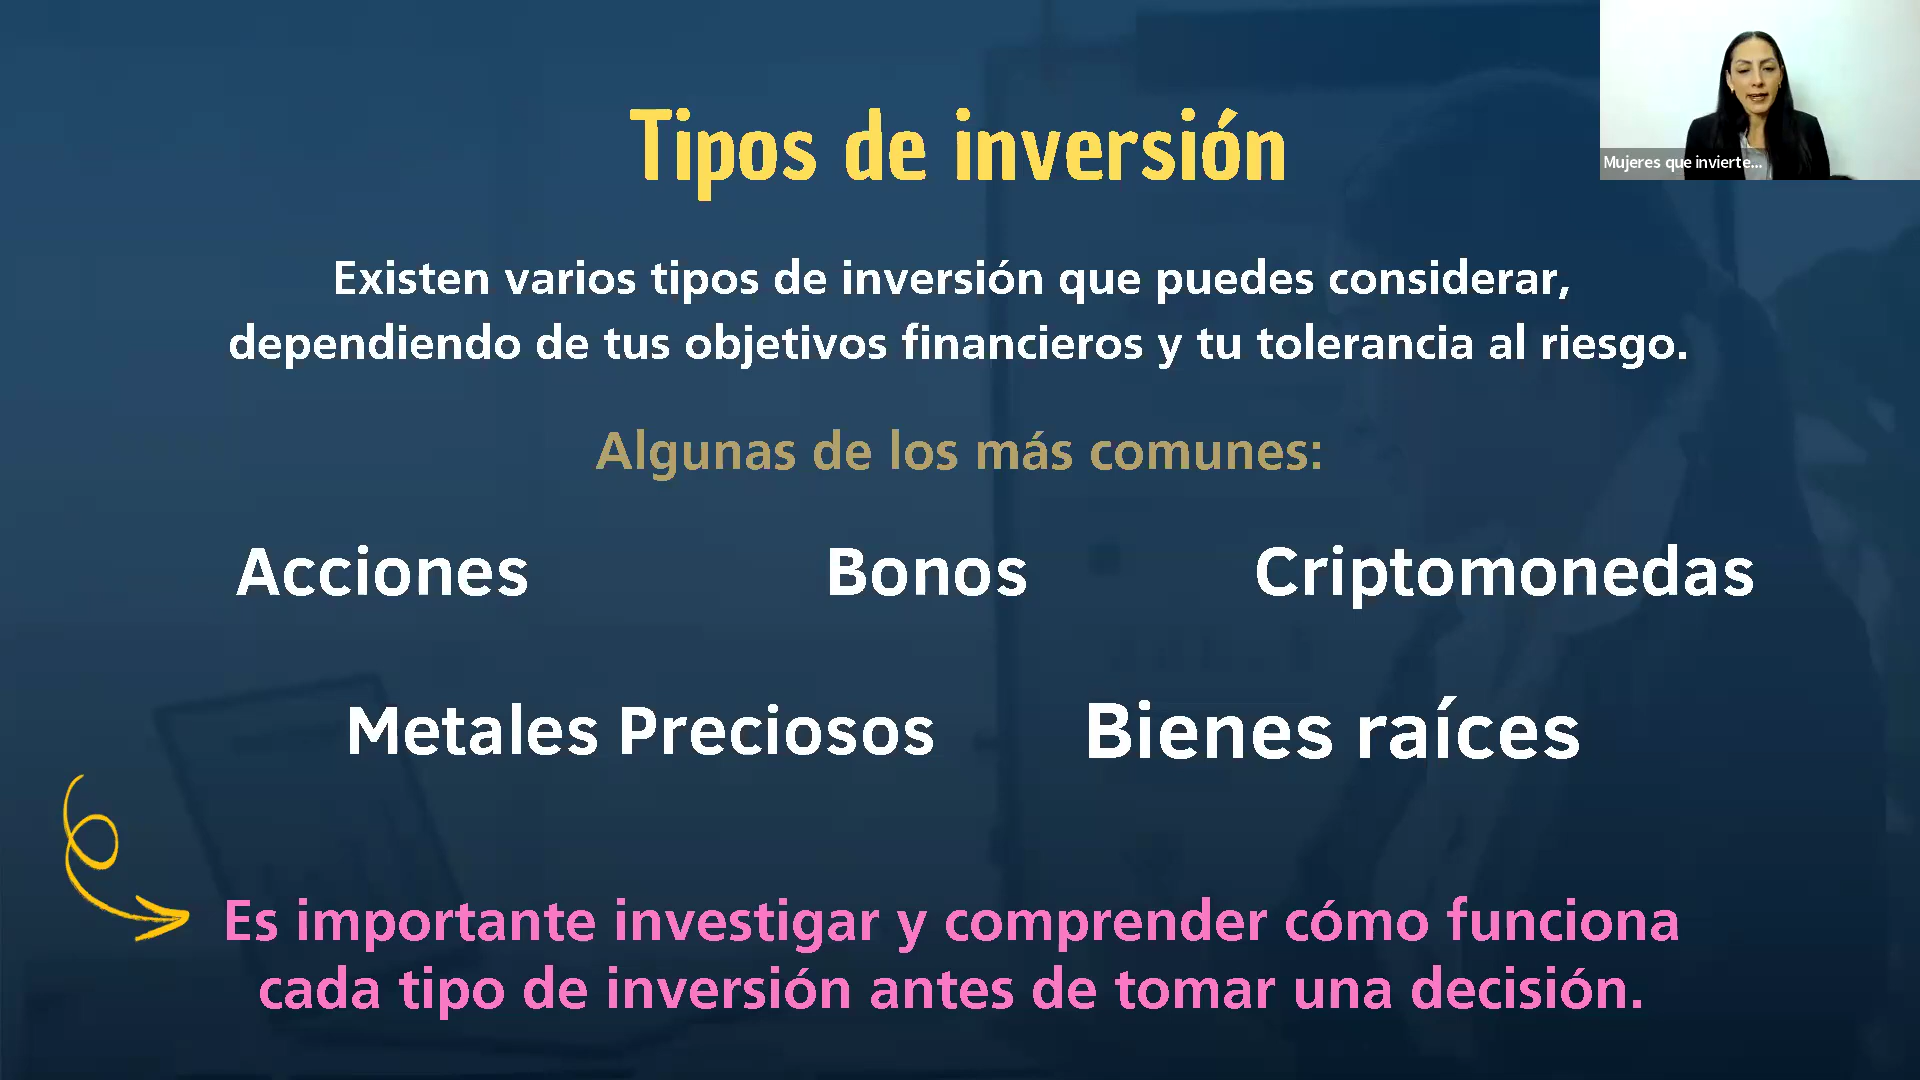 Tipos de inversión
Mujeres que invierte...
Existen varios tipos de inversión que puedes considerar,
dependiendo de tus objetivos financieros y tu tolerancia al riesgo.
Algunas de los más comunes:
Acciones
Bonos
Criptomonedas
Metales Preciosos
Bienes raíces
Es importante investigar y comprender cómo funciona
cada tipo de inversión antes de tomar una decisión.